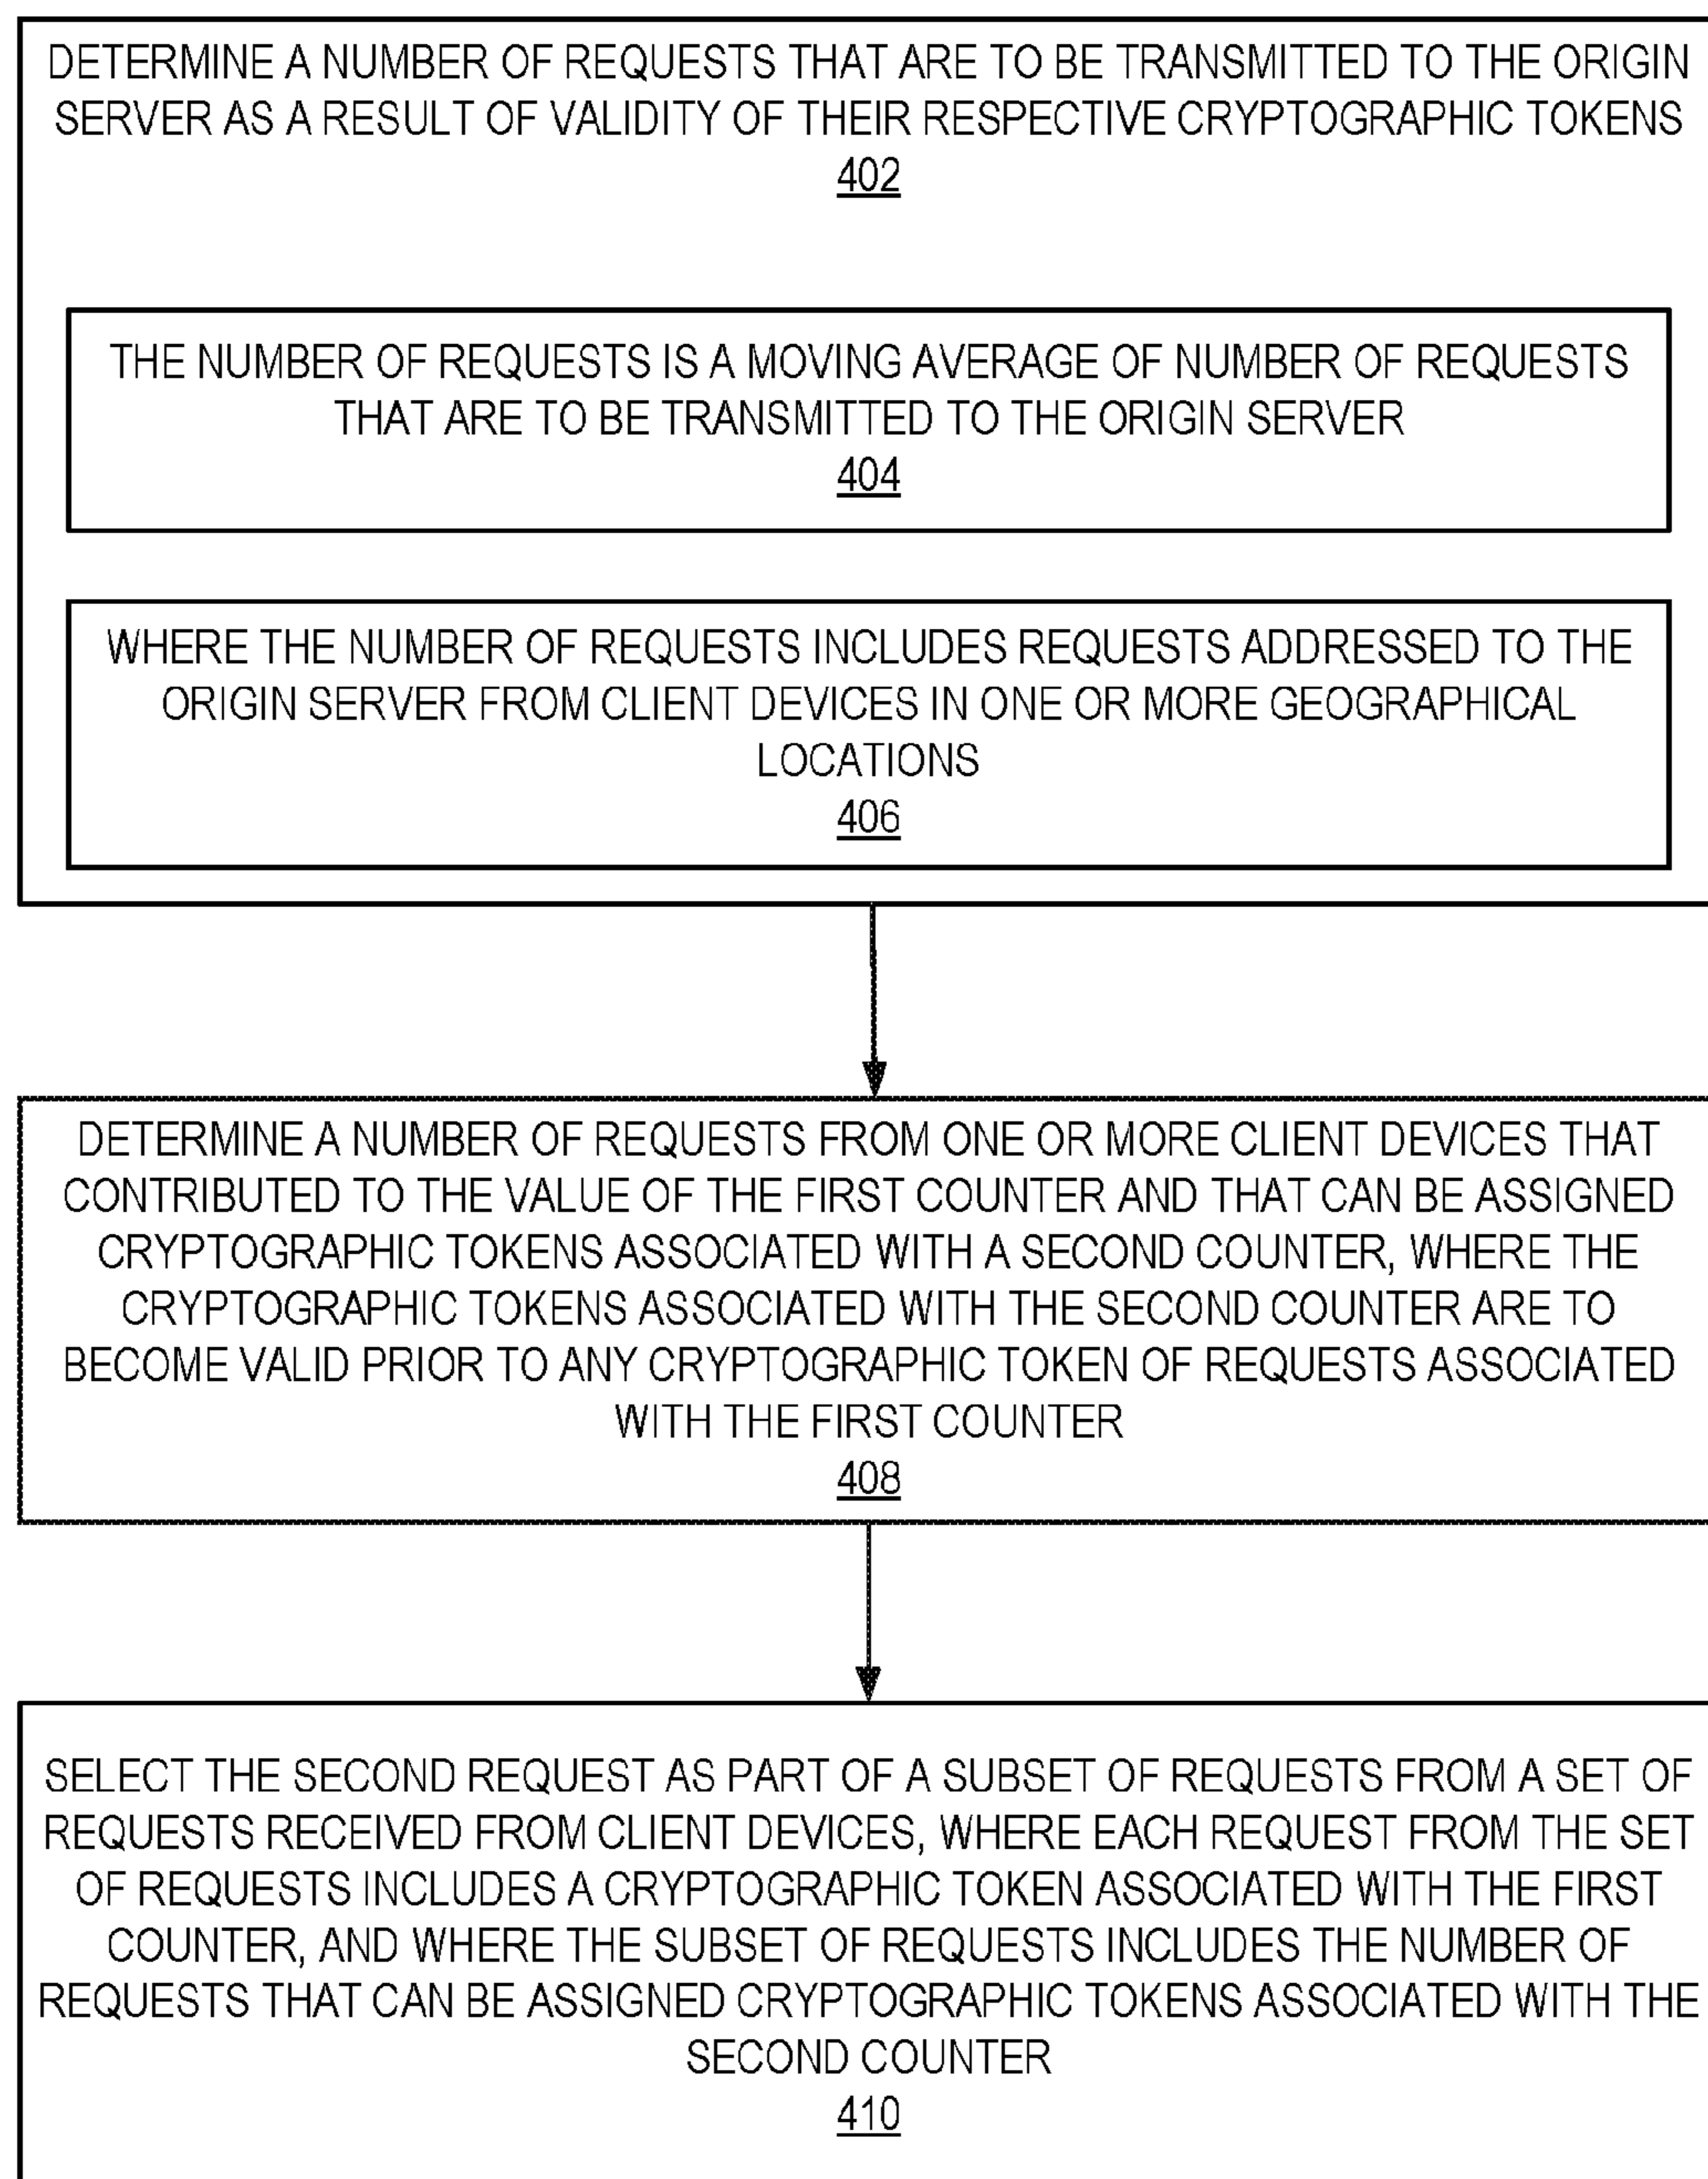 DETERMINE A NUMBER OF REQUESTS THAT ARE TO BE TRANSMITTED TO THE ORIGIN
SERVER AS A RESULT OF VALIDITY OF THEIR RESPECTIVE CRYPTOGRAPHIC TOKENS
402
THE NUMBER OF REQUESTS IS A MOVING AVERAGE OF NUMBER OF REQUESTS
THAT ARE TO BE TRANSMITTED TO THE ORIGIN SERVER
404
WHERE THE NUMBER OF REQUESTS INCLUDES REQUESTS ADDRESSED TO THE
ORIGIN SERVER FROM CLIENT DEVICES IN ONE OR MORE GEOGRAPHICAL
LOCATIONS
406
DETERMINE A NUMBER OF REQUESTS FROM ONE OR MORE CLIENT DEVICES THAT
CONTRIBUTED TO THE VALUE OF THE FIRST COUNTER AND THAT CAN BE ASSIGNED
CRYPTOGRAPHIC TOKENS ASSOCIATED WITH A SECOND COUNTER, WHERE THE
CRYPTOGRAPHIC TOKENS ASSOCIATED WITH THE SECOND COUNTER ARE TO
BECOME VALID PRIOR TO ANY CRYPTOGRAPHIC TOKEN OF REQUESTS ASSOCIATED
WITH THE FIRST COUNTER
408
SELECT THE SECOND REQUEST AS PART OF A SUBSET OF REQUESTS FROM A SET OF
REQUESTS RECEIVED FROM CLIENT DEVICES, WHERE EACH REQUEST FROM THE SET
OF REQUESTS INCLUDES A CRYPTOGRAPHIC TOKEN ASSOCIATED WITH THE FIRST
COUNTER, AND WHERE THE SUBSET OF REQUESTS INCLUDES THE NUMBER OF
REQUESTS THAT CAN BE ASSIGNED CRYPTOGRAPHIC TOKENS ASSOCIATED WITH THE
SECOND COUNTER
410